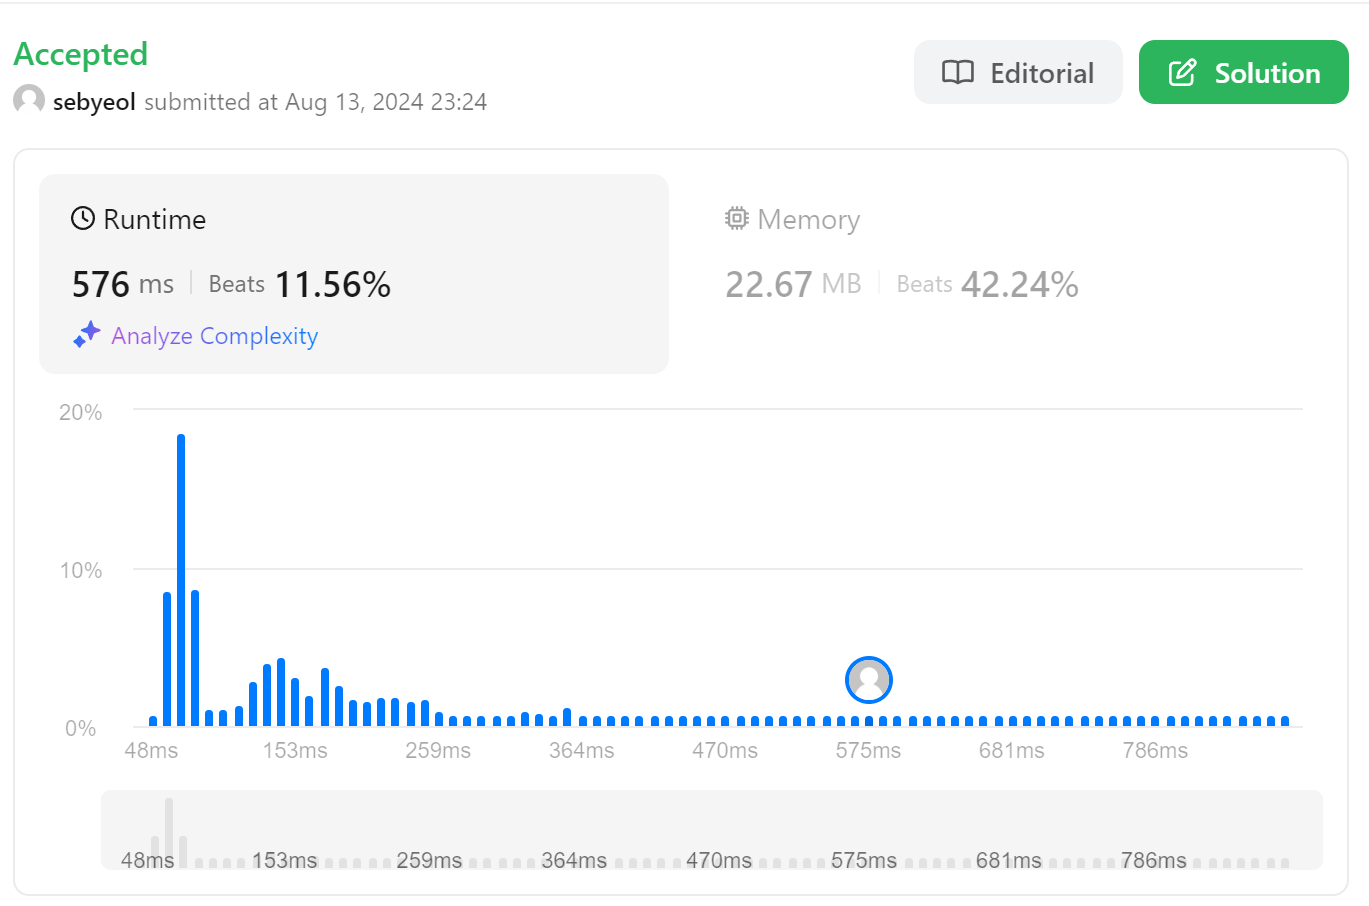 Accepted
sebyeol submitted at Aug 13, 2024 23:24
Editorial
Solution
Runtime
576 ms Beats 11.56%
Analyze Complexity
Memory
22.67 MB Beats 42.24%
20%
10%
0%
48ms 153ms 259ms 364ms 470ms 575ms 681ms 786ms
48ms 153ms 259ms 364ms 470ms 575ms 681ms 786ms